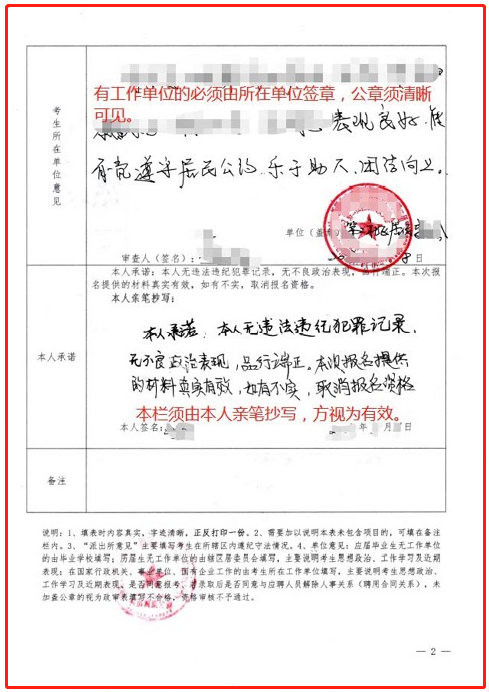 有工作单位的必须由所在单位签章，公章须清晰
可见。
考生所在单位意见
表现良好，居
有能遵守居民公约，乐于助人，团结向上。
单位（盖章）
审查人（签名）：
本人承诺：本人无违法违纪犯罪记录，无不良政治表现，品行端正。本次报
名提供的材料真实有效，如有不实，取消报名资格。
本人亲笔抄写：
本人承诺
本人承若，本人无违法违纪犯罪记录，
无不良政治表现，品行端正。本次报名提供
的材料真实有效，如有不实，取消报名资格
本栏须由本人亲笔抄写，方视为有效。
本人签名：
备注
说明：1、填表时内容真实，字迹清晰，正反打印一份。2、需要加以说明本表未包含项目的，可填在备注
栏内。3、“派出所意见”主要填写考生在所辖区内遵纪守法情况。4、单位意见：应届毕业生无工作单位
的由毕业学校填写；历届生无工作单位的由辖区居委员会填写，主要说明考生思想政治、工作学习及近期
表现；在国家行政机关、事业单位、国有企业工作的由考生所在工作单位填写，主要说明考生思想政治、
工作学习及近期表现，是否同意报考、若录取后是否同意与应聘人员解除人事关系（聘用合同关系）。未
加盖公章的视为政审表填写不合格，资格审核不予通过。
— 2 —